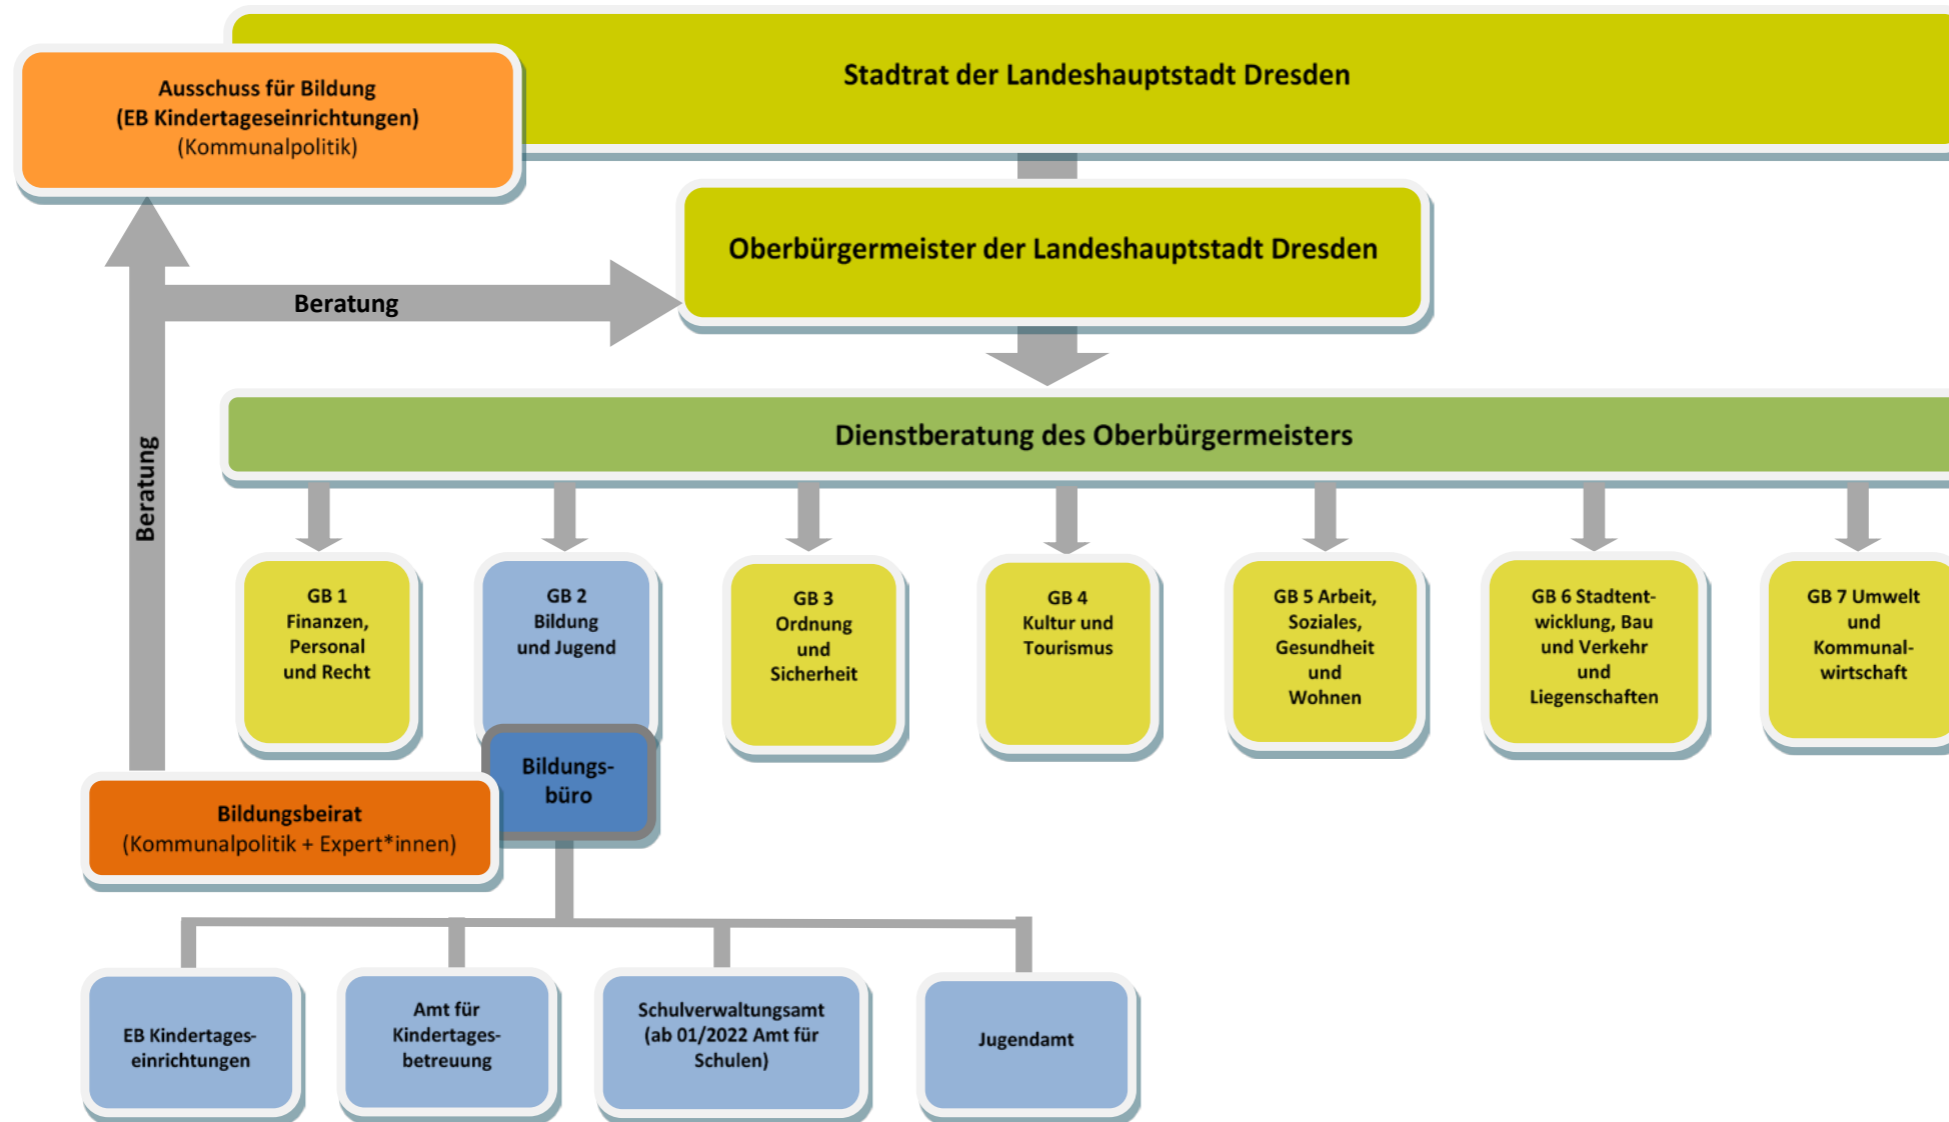 Stadtrat der Landeshauptstadt Dresden
Ausschuss für Bildung
(EB Kindertageseinrichtungen)
(Kommunalpolitik)
Oberbürgermeister der Landeshauptstadt Dresden
Beratung
Beratung
Dienstberatung des Oberbürgermeisters
GB 1
Finanzen,
Personal
und Recht
GB 2
Bildung
und Jugend
GB 3
Ordnung
und
Sicherheit
GB 4
Kultur und
Tourismus
GB 5 Arbeit,
Soziales,
Gesundheit
und
Wohnen
GB 6 Stadtent-
wicklung, Bau
und Verkehr
und
Liegenschaften
GB 7 Umwelt
und
Kommunal-
wirtschaft
Bildungs-
büro
Bildungsbeirat
(Kommunalpolitik + Expert*innen)
EB Kindertages-
einrichtungen
Amt für
Kindertages-
betreuung
Schulverwaltungsamt
(ab 01/2022 Amt für
Schulen)
Jugendamt